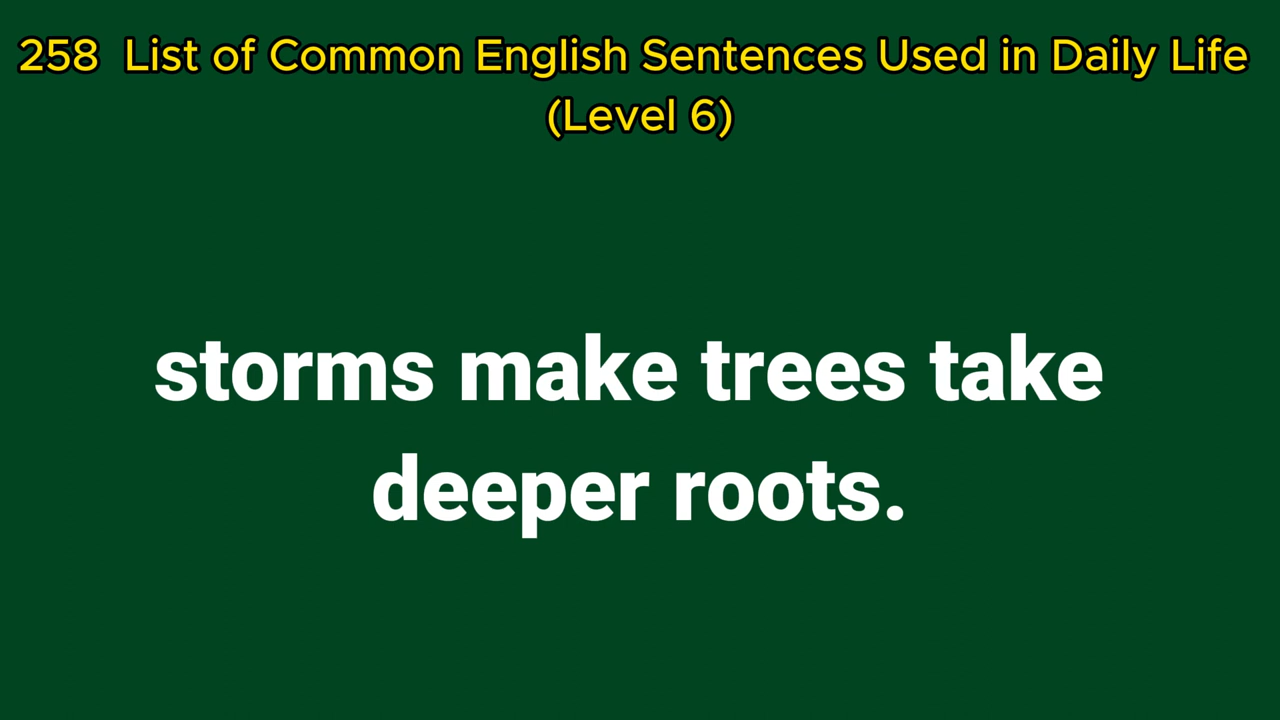 258 List of Common English Sentences Used in Daily Life
(Level 6)
storms make trees take
deeper roots.